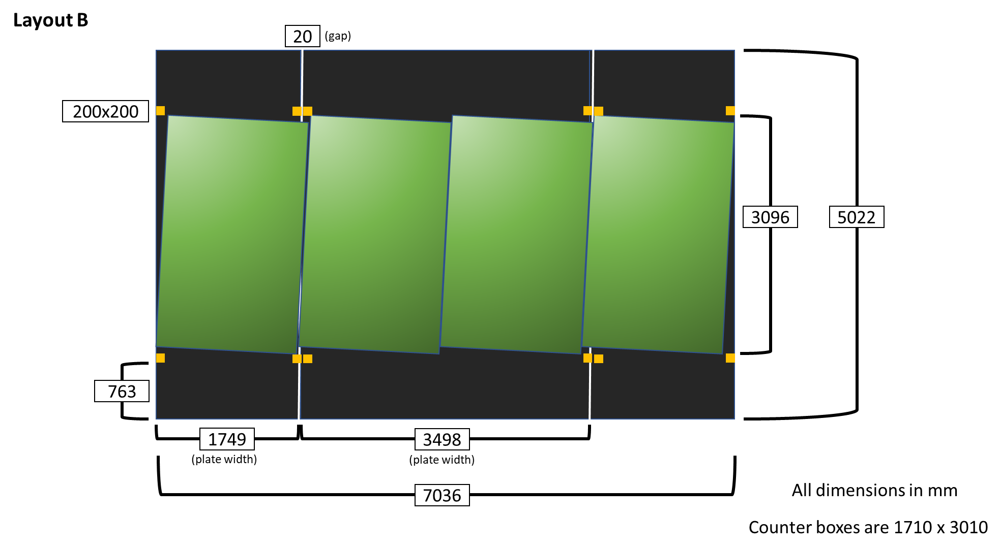 Layout B
20 (gap)
200x200
3096
5022
763
1749
(plate width)
3498
(plate width)
7036
All dimensions in mm
Counter boxes are 1710 x 3010